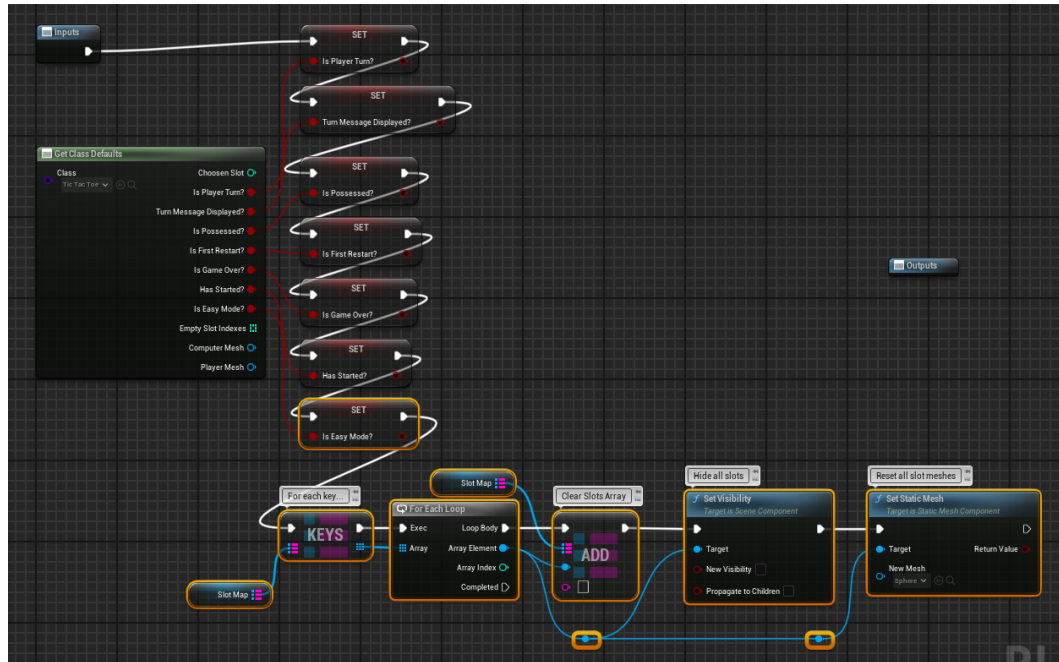 Inputs
SET
Is Player Turn?
SET
Turn Message Displayed?
Get Class Defaults
Class
Tic Tac Toe
Choosen Slot
Is Player Turn?
Turn Message Displayed?
Is Possessed?
Is First Restart?
Is Game Over?
Has Started?
Is Easy Mode?
Empty Slot Indexes
Computer Mesh
Player Mesh
SET
Is Possessed?
SET
Is First Restart?
SET
Is Game Over?
SET
Has Started?
SET
Is Easy Mode?
Outputs
For each key...
KEYS
Slot Map
Slot Map
For Each Loop
Exec
Loop Body
Array
Array Element
Array Index
Completed
Clear Slots Array
ADD
Hide all slots
Set Visibility
Target is Scene Component
Target
New Visibility
Propagate to Children
Reset all slot meshes
Set Static Mesh
Target is Static Mesh Component
Target
Return Value
New Mesh
Sphere